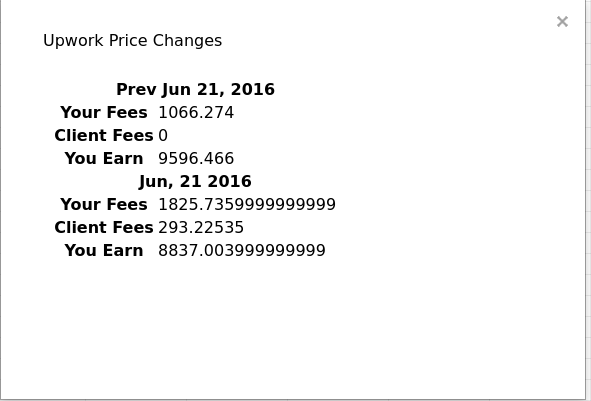 Upwork Price Changes
Prev Jun 21, 2016
Your Fees 1066.274
Client Fees 0
You Earn 9596.466
Jun, 21 2016
Your Fees 1825.7359999999999
Client Fees 293.22535
You Earn 8837.003999999999